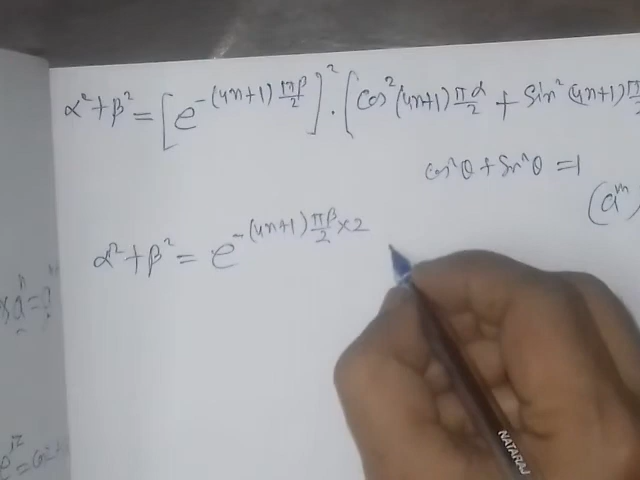 α² + β² = [e^{-(4n+1) πβ/2}]² · [cos²(4n+1) πα/2 + sin²(4n+1) π
cos²θ + sin²θ = 1
(a^m)
α² + β² = e^{-(4n+1) πβ/2 × 2}
NATARAJ